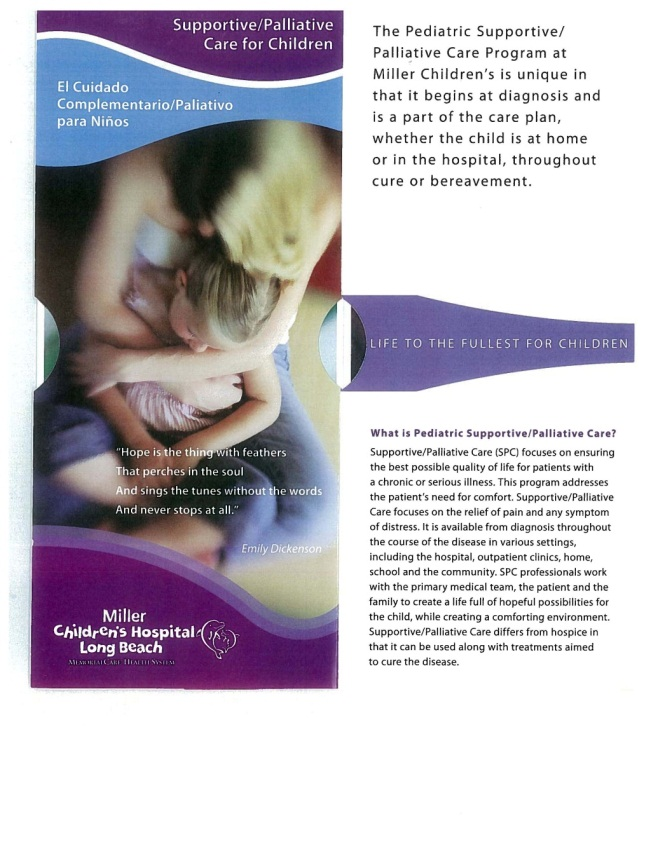 Supportive/Palliative
Care for Children
El Cuidado
Complementario/Paliativo
para Niños
"Hope is the thing with feathers
That perches in the soul
And sings the tunes without the words
And never stops at all."
Emily Dickenson
Miller
Children's Hospital
Long Beach
MEMORIALCARE HEALTH SYSTEM
The Pediatric Supportive/
Palliative Care Program at
Miller Children's is unique in
that it begins at diagnosis and
is a part of the care plan,
whether the child is at home
or in the hospital, throughout
cure or bereavement.
LIFE TO THE FULLEST FOR CHILDREN
What is Pediatric Supportive/Palliative Care?
Supportive/Palliative Care (SPC) focuses on ensuring
the best possible quality of life for patients with
a chronic or serious illness. This program addresses
the patient's need for comfort. Supportive/Palliative
Care focuses on the relief of pain and any symptom
of distress. It is available from diagnosis throughout
the course of the disease in various settings,
including the hospital, outpatient clinics, home,
school and the community. SPC professionals work
with the primary medical team, the patient and the
family to create a life full of hopeful possibilities for
the child, while creating a comforting environment.
Supportive/Palliative Care differs from hospice in
that it can be used along with treatments aimed
to cure the disease.